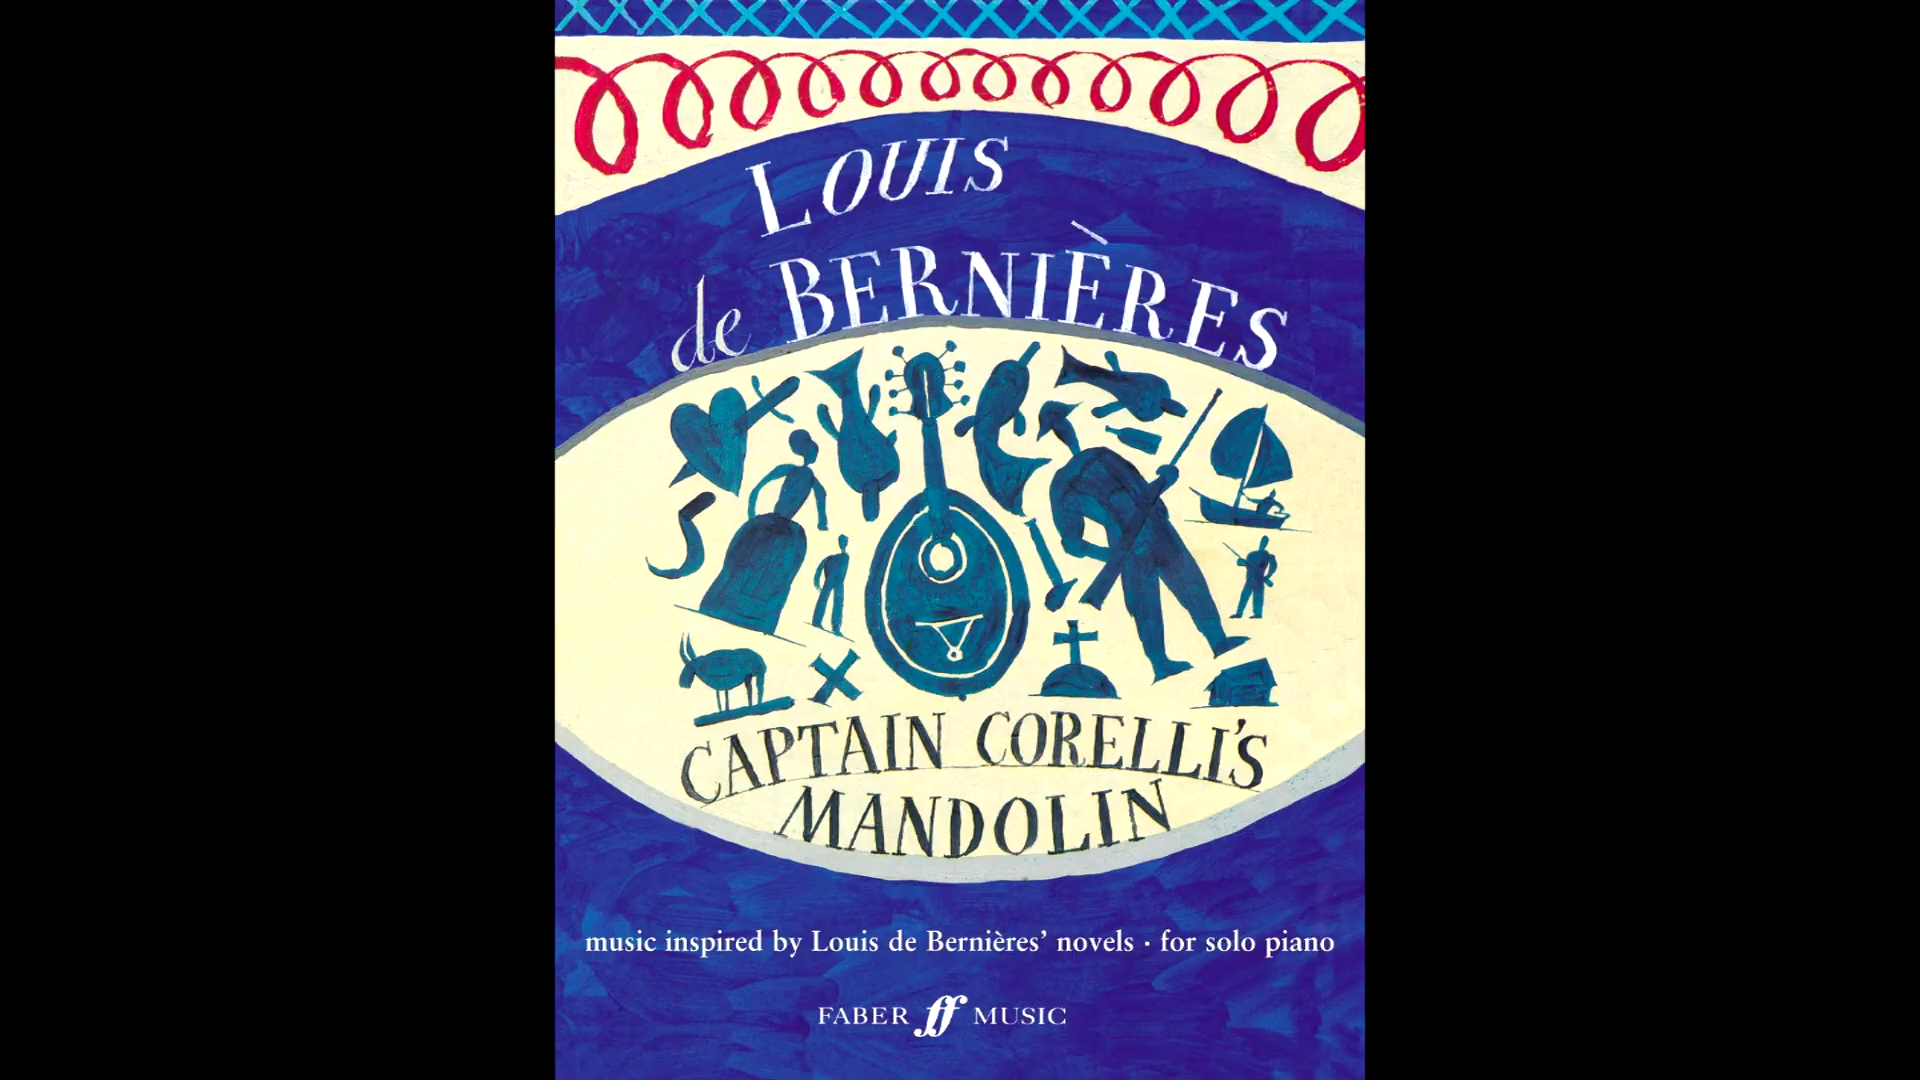 LOUIS
de BERNIÈRES
CAPTAIN CORELLI'S
MANDOLIN
music inspired by Louis de Bernières' novels · for solo piano
FABER ff MUSIC